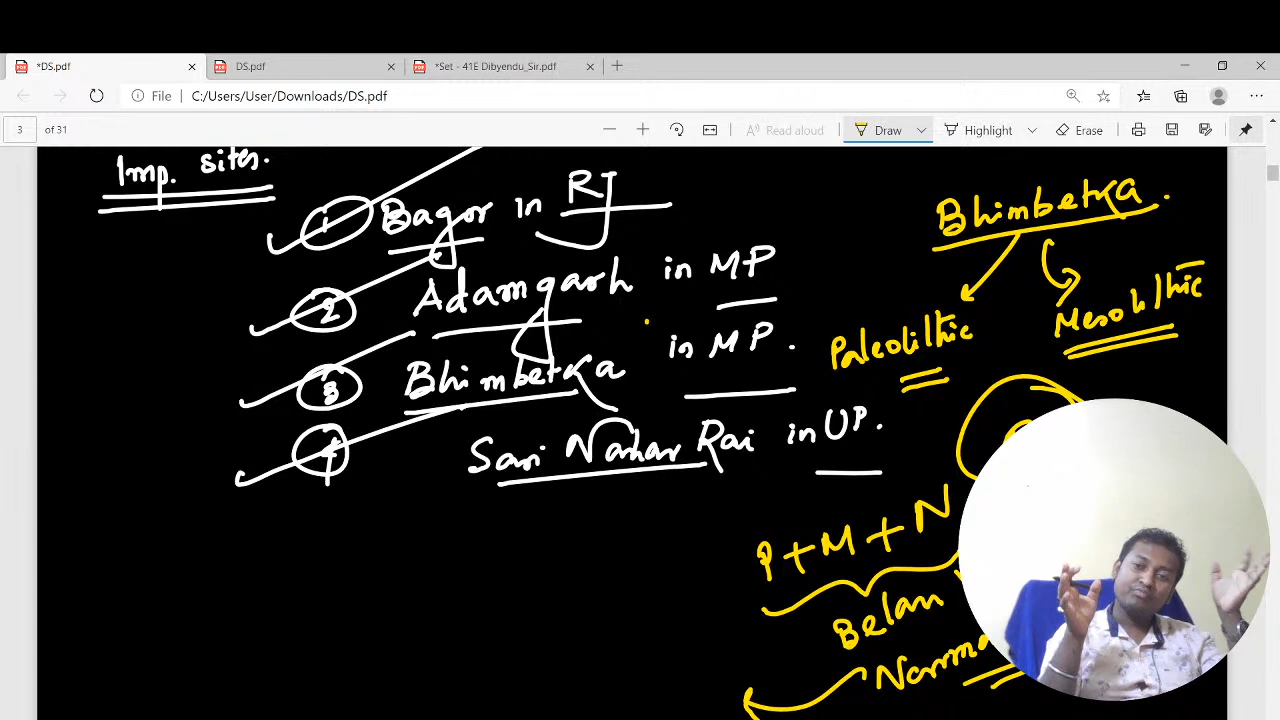 *DS.pdf
DS.pdf
*Set - 41E Dibyendu_Sir.pdf
File
C:/Users/User/Downloads/DS.pdf
3 of 31
Read aloud
Draw
Highlight
Erase
Imp. sites.
1 Bagor in RJ
2 Adamgarh in MP
3 Bhimbetka in MP.
4 Sari Nahar Rai in UP.
Bhimbetka.
Paleolithic
Mesolithic
P + M + N
Belan